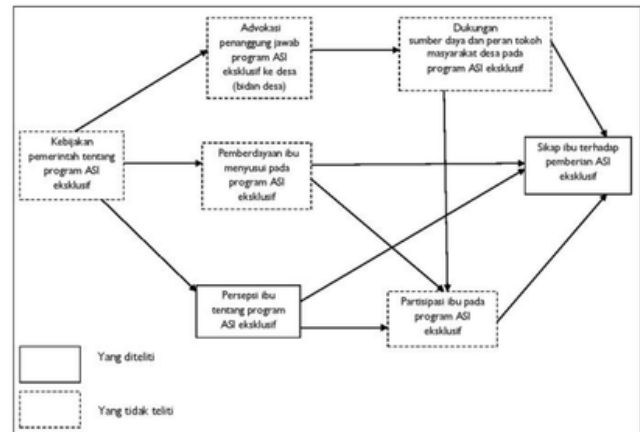 Advokasi
penanggung jawab
program ASI
eksklusif ke desa
(bidan desa)
Dukungan
sumber daya dan peran tokoh
masyarakat desa pada
program ASI eksklusif
Kebijakan
pemerintah tentang
program ASI
eksklusif
Pemberdayaan ibu
menyusui pada
program ASI
eksklusif
Sikap ibu terhadap
pemberian ASI
eksklusif
Persepsi ibu
tentang program
ASI eksklusif
Partisipasi ibu pada
program ASI
eksklusif
Yang diteliti
Yang tidak teliti